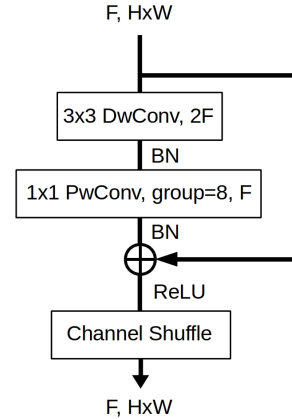 F, HxW
3x3 DwConv, 2F
BN
1x1 PwConv, group=8, F
BN
ReLU
Channel Shuffle
F, HxW